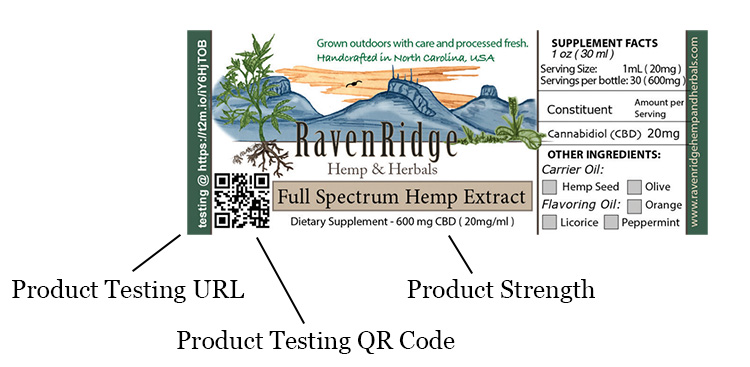 testing @ https://t2m.io/iY6HjTOB
Grown outdoors with care and processed fresh.
Handcrafted in North Carolina, USA
RavenRidge
Hemp & Herbals
Full Spectrum Hemp Extract
Dietary Supplement - 600 mg CBD ( 20mg/ml )
SUPPLEMENT FACTS
1 oz ( 30 ml )
Serving Size: 1mL ( 20mg )
Servings per bottle: 30 ( 600mg )
Constituent Amount per Serving
Cannabidiol (CBD) 20mg
OTHER INGREDIENTS:
Carrier Oil:
Hemp Seed Olive
Flavoring Oil: Orange
Licorice Peppermint
www.ravenridgehempandherbals.com
Product Testing URL
Product Strength
Product Testing QR Code